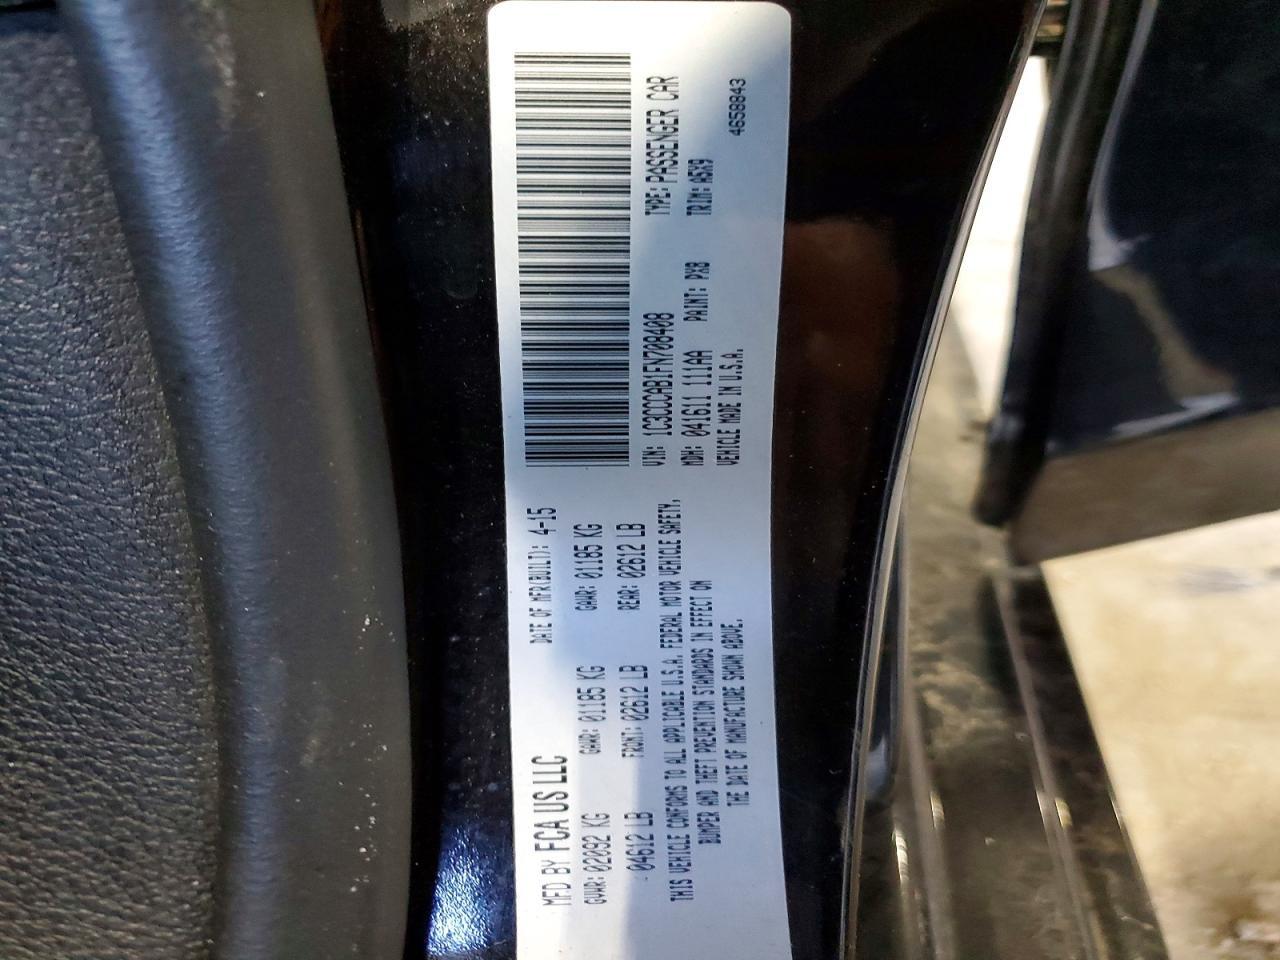 MFD BY FCA US LLC DATE OF MFR(BUILT): 4-15
GVWR: 02092 KG GAWR: 01185 KG GAWR: 01185 KG
04612 LB FRONT: 02612 LB REAR: 02612 LB
THIS VEHICLE CONFORMS TO ALL APPLICABLE U.S.A. FEDERAL MOTOR VEHICLE SAFETY,
BUMPER AND THEFT PREVENTION STANDARDS IN EFFECT ON
THE DATE OF MANUFACTURE SHOWN ABOVE.
VIN: 1C3CCCAB1FN708408 TYPE: PASSENGER CAR
MDH: 041611 111AA PAINT: PX8 TRIM: A5X9
VEHICLE MADE IN U.S.A. 4658843